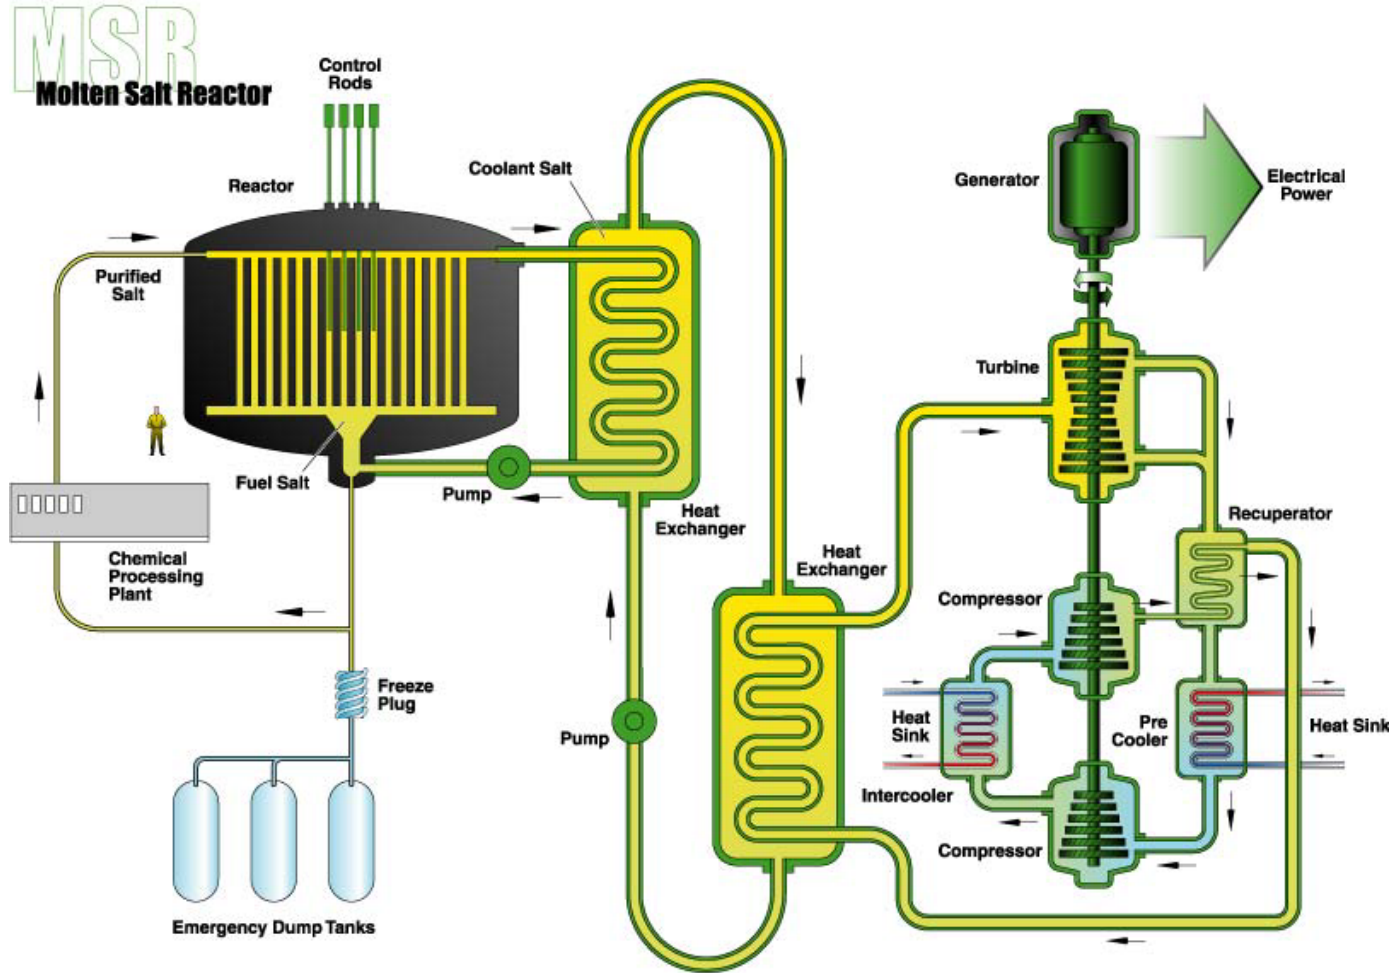 MSR
Molten Salt Reactor
Control
Rods
Reactor
Coolant Salt
Generator
Electrical
Power
Purified
Salt
Turbine
Fuel Salt
Pump
Heat
Exchanger
Recuperator
Chemical
Processing
Plant
Heat
Exchanger
Compressor
Freeze
Plug
Pump
Heat
Sink
Pre
Cooler
Heat Sink
Intercooler
Compressor
Emergency Dump Tanks